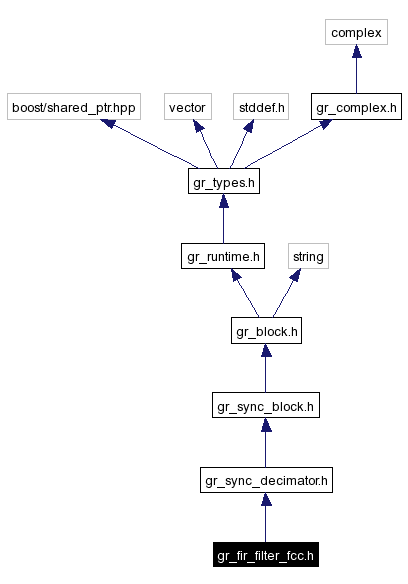 complex
boost/shared_ptr.hpp
vector
stddef.h
gr_complex.h
gr_types.h
gr_runtime.h
string
gr_block.h
gr_sync_block.h
gr_sync_decimator.h
gr_fir_filter_fcc.h